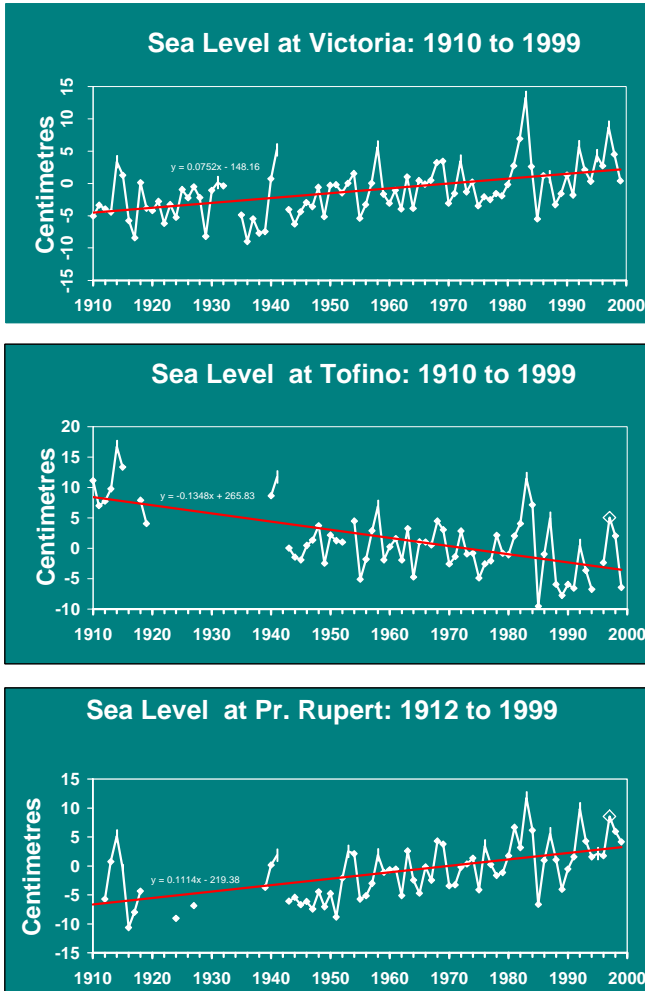 Sea Level at Victoria: 1910 to 1999
Centimetres
15
10
5
0
-5
-10
-15
y = 0.0752x - 148.16
1910 1920 1930 1940 1950 1960 1970 1980 1990 2000
Sea Level at Tofino: 1910 to 1999
Centimetres
20
15
10
5
0
-5
-10
y = -0.1348x + 265.83
1910 1920 1930 1940 1950 1960 1970 1980 1990 2000
Sea Level at Pr. Rupert: 1912 to 1999
Centimetres
15
10
5
0
-5
-10
-15
y = 0.1114x - 219.38
1910 1920 1930 1940 1950 1960 1970 1980 1990 2000